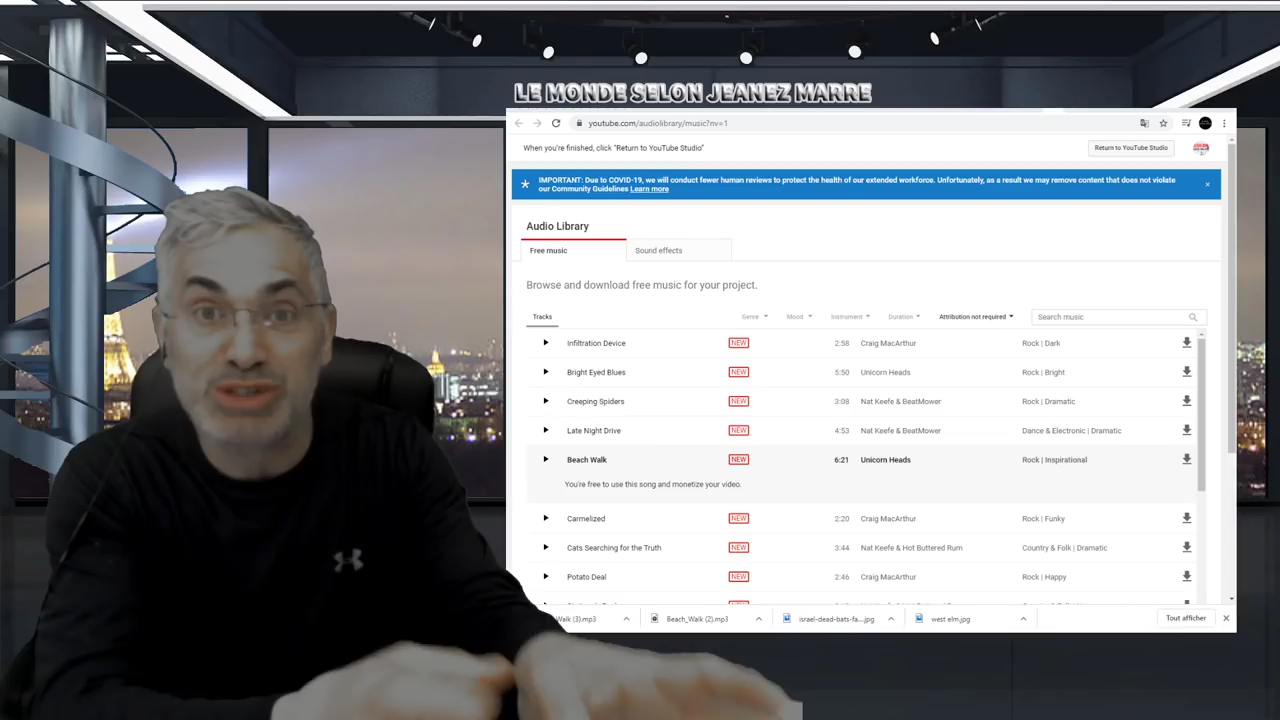 LE MONDE SELON JEANEZ MARRE
youtube.com/audiolibrary/music?nv=1
When you're finished, click "Return to YouTube Studio"
Return to YouTube Studio
IMPORTANT: Due to COVID-19, we will conduct fewer human reviews to protect the health of our extended workforce. Unfortunately, as a result we may remove content that does not violate
our Community Guidelines Learn more
Audio Library
Free music Sound effects
Browse and download free music for your project.
Tracks Genre Mood Instrument Duration Attribution not required Search music
Infiltration Device NEW 2:58 Craig MacArthur Rock | Dark
Bright Eyed Blues NEW 5:50 Unicorn Heads Rock | Bright
Creeping Spiders NEW 3:08 Nat Keefe & BeatMower Rock | Dramatic
Late Night Drive NEW 4:53 Nat Keefe & BeatMower Dance & Electronic | Dramatic
Beach Walk NEW 6:21 Unicorn Heads Rock | Inspirational
You're free to use this song and monetize your video.
Carmelized NEW 2:20 Craig MacArthur Rock | Funky
Cats Searching for the Truth NEW 3:44 Nat Keefe & Hot Buttered Rum Country & Folk | Dramatic
Potato Deal NEW 2:46 Craig MacArthur Rock | Happy
Walk (3).mp3 Beach_Walk (2).mp3 israel-dead-bats-fa....jpg west elm.jpg Tout afficher